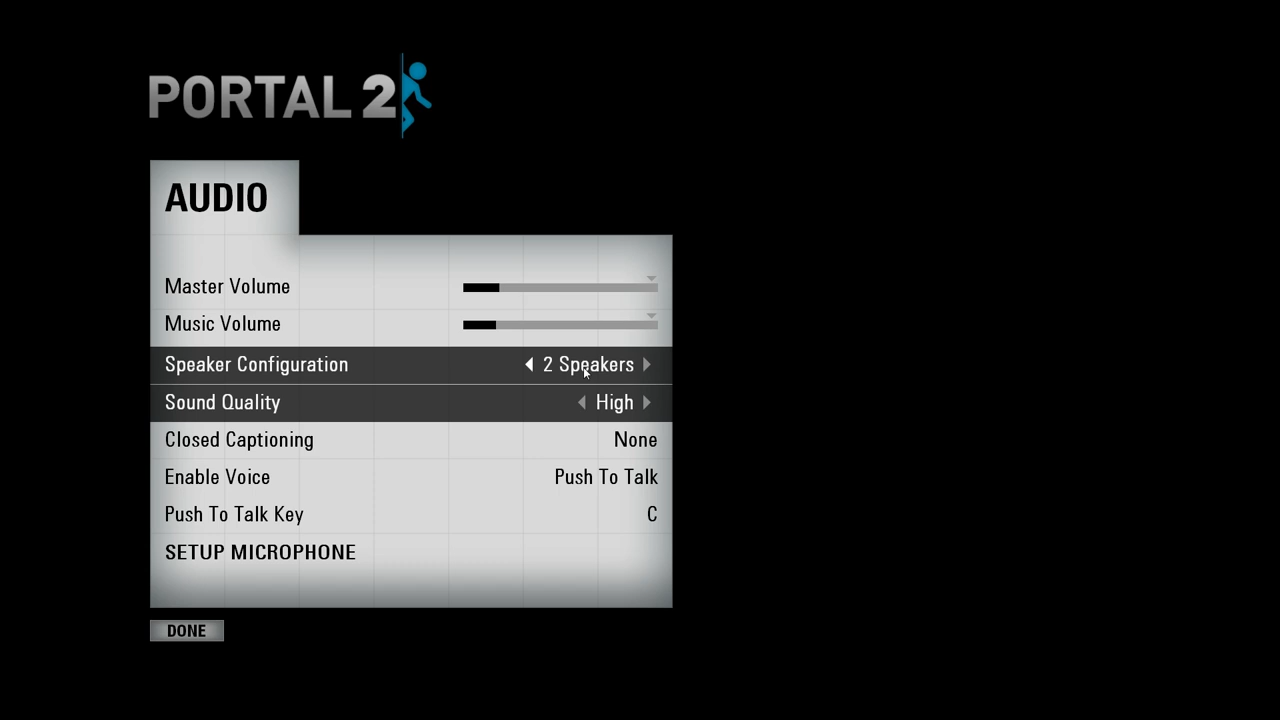 PORTAL 2
AUDIO
Master Volume
Music Volume
Speaker Configuration 2 Speakers
Sound Quality High
Closed Captioning None
Enable Voice Push To Talk
Push To Talk Key C
SETUP MICROPHONE
DONE